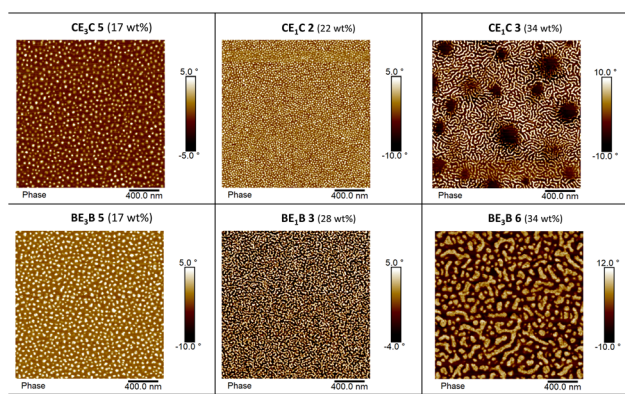 CE₃C 5 (17 wt%)
CE₁C 2 (22 wt%)
CE₁C 3 (34 wt%)
5.0 °
-5.0 °
Phase
400.0 nm
5.0 °
-10.0 °
Phase
400.0 nm
10.0 °
-10.0 °
Phase
400.0 nm
BE₃B 5 (17 wt%)
BE₁B 3 (28 wt%)
BE₃B 6 (34 wt%)
5.0 °
-10.0 °
Phase
400.0 nm
5.0 °
-4.0 °
Phase
400.0 nm
12.0 °
-10.0 °
Phase
400.0 nm